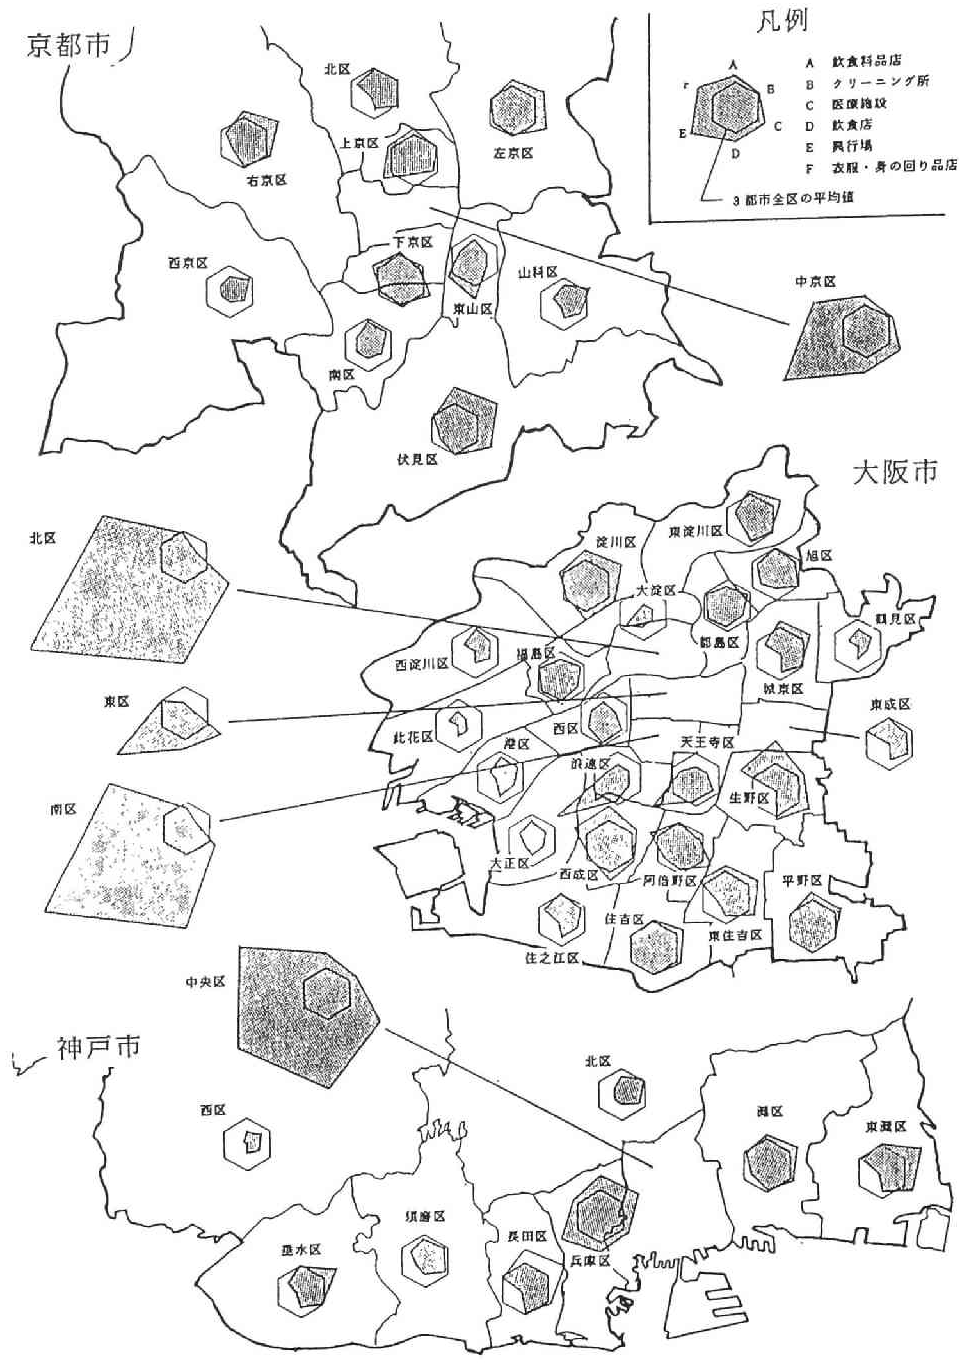 京都市
凡例
A 飲食料品店
B クリーニング所
C 医療施設
D 飲食店
E 興行場
F 衣服・身の回り品店
A
B
C
D
E
F
3都市全区の平均値
北区
上京区
左京区
右京区
下京区
西京区
東山区
山科区
中京区
南区
伏見区
大阪市
北区
東淀川区
淀川区
旭区
大淀区
鶴見区
都島区
西淀川区
福島区
城京区
東区
東成区
此花区
港区
西区
天王寺区
浪速区
生野区
南区
大正区
西成区
阿倍野区
平野区
住吉区
東住吉区
住之江区
中央区
神戸市
北区
西区
灘区
東灘区
須磨区
長田区
垂水区
兵庫区